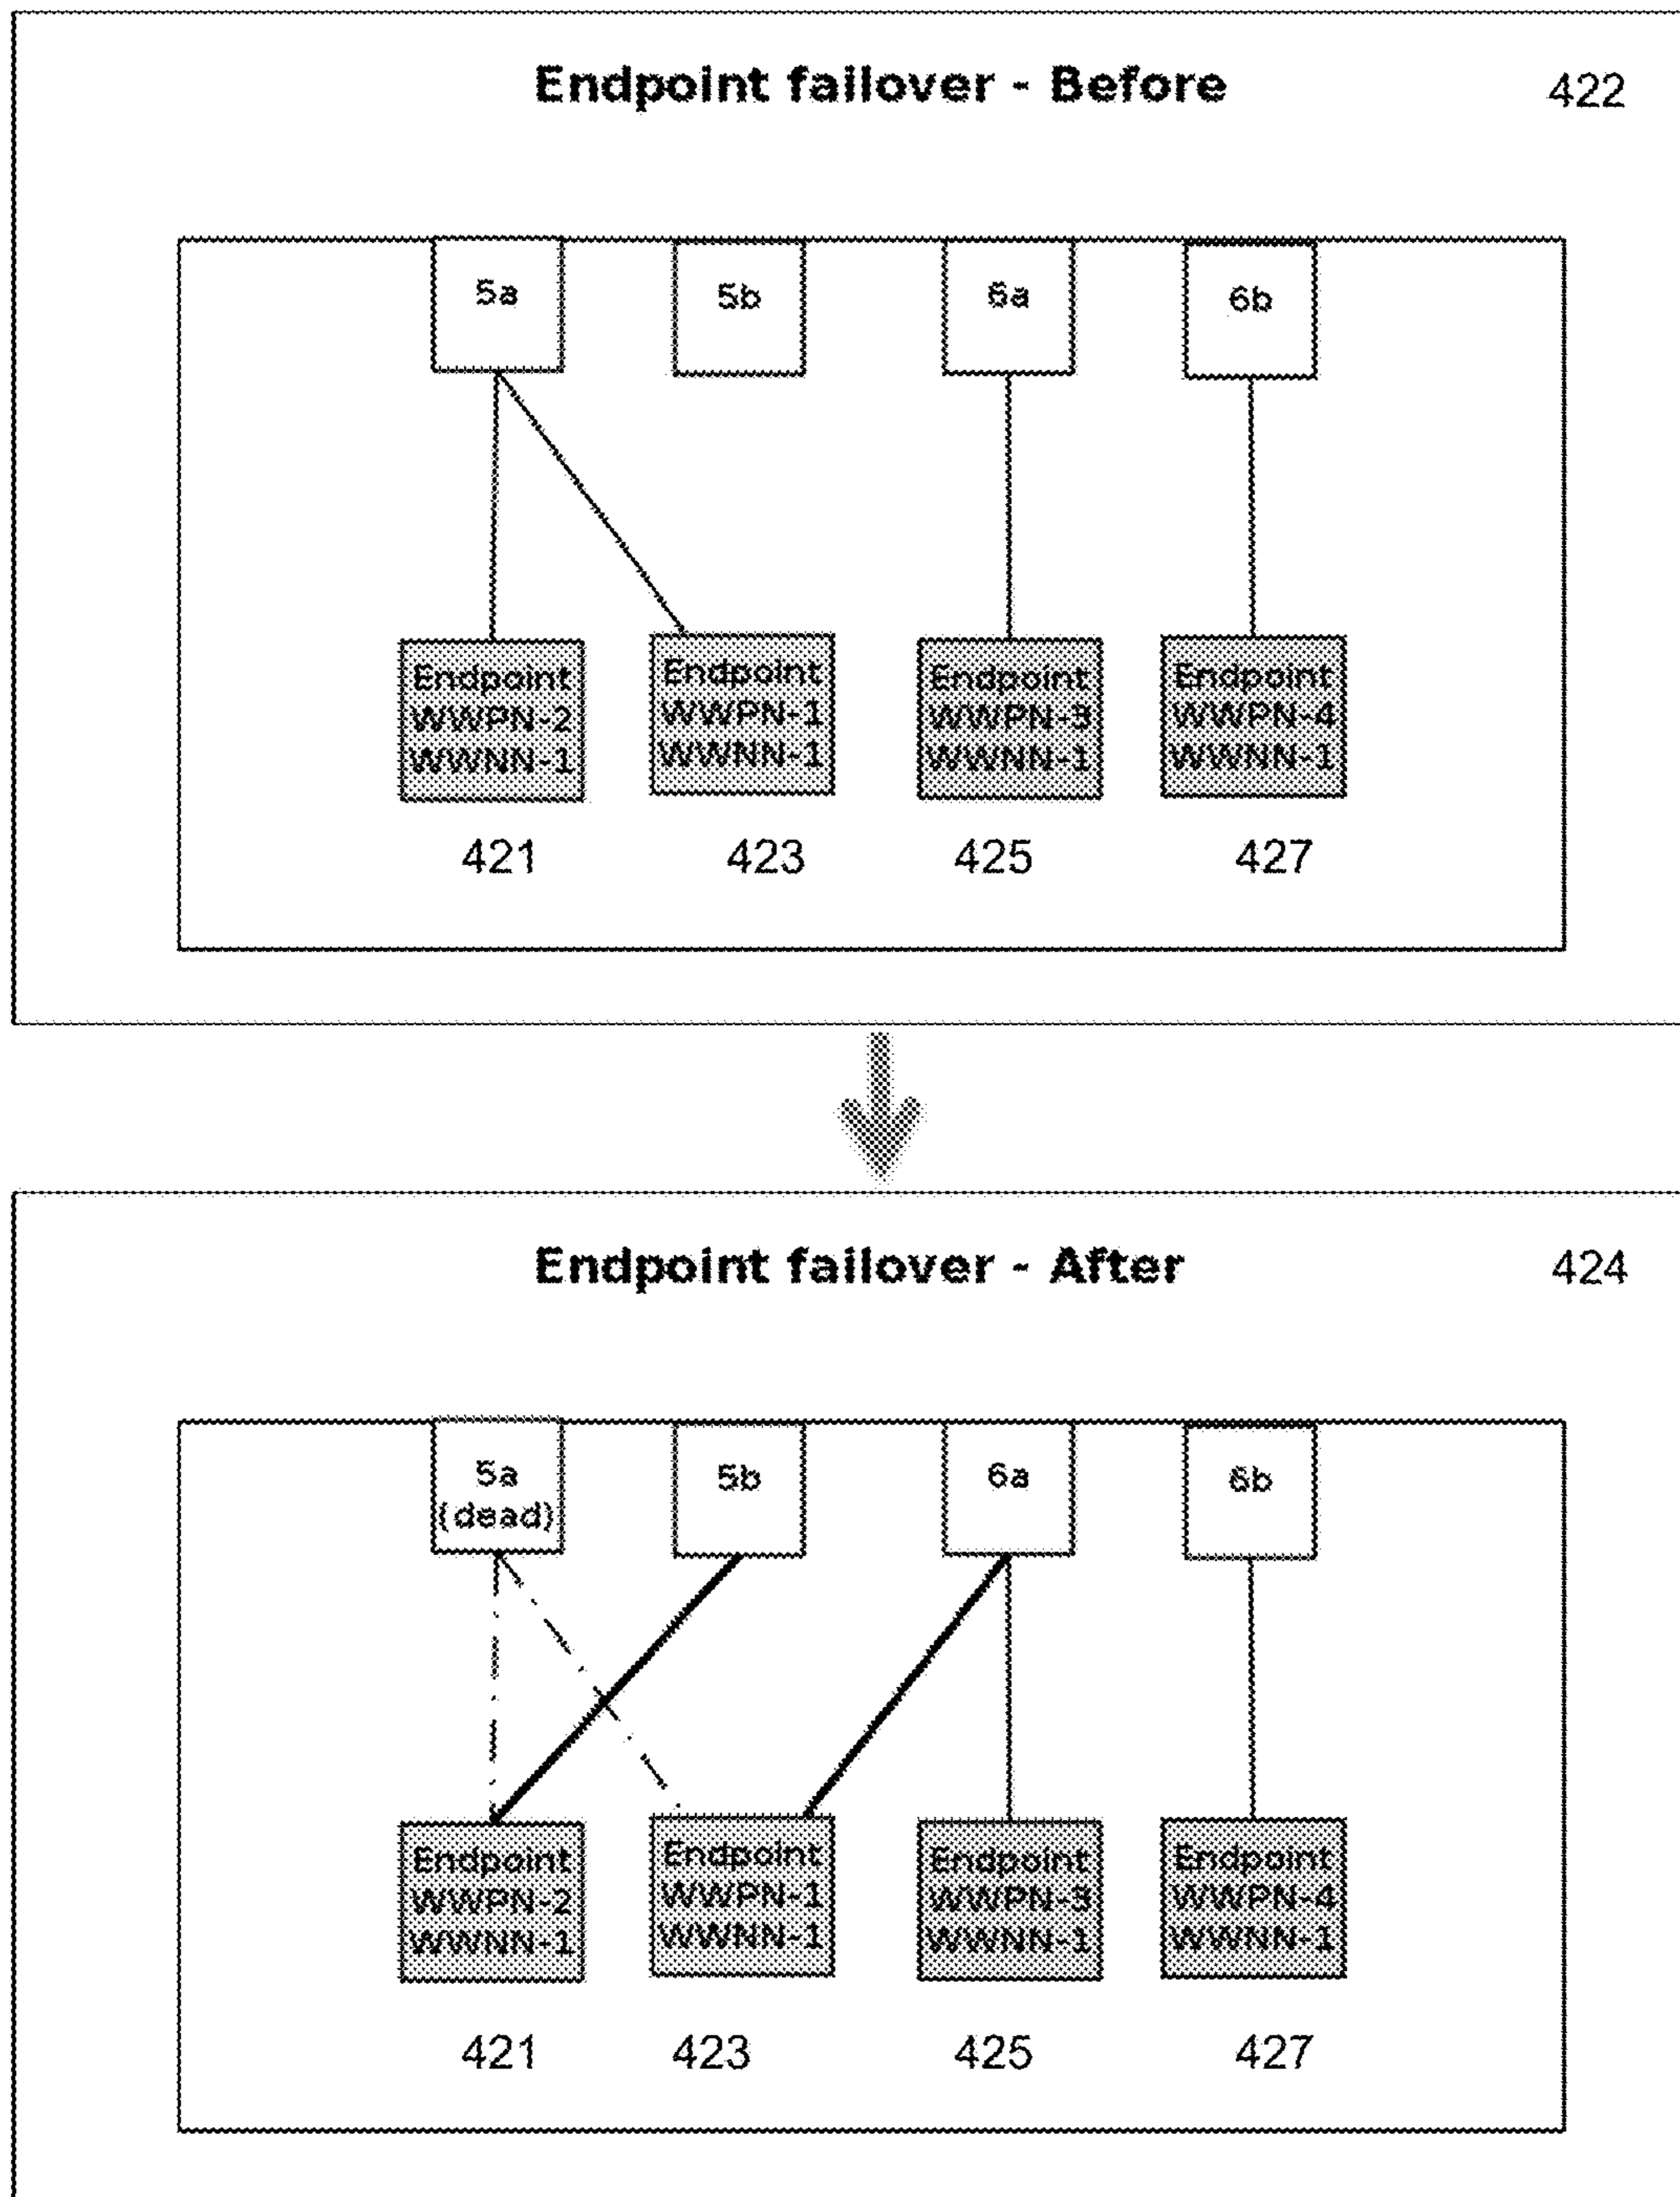 Endpoint failover - Before
422
5a
5b
6a
6b
Endpoint
WWPN-2
WWNN-1
Endpoint
WWPN-1
WWNN-1
Endpoint
WWPN-3
WWNN-1
Endpoint
WWPN-4
WWNN-1
421
423
425
427
Endpoint failover - After
424
5a
(dead)
5b
6a
6b
Endpoint
WWPN-2
WWNN-1
Endpoint
WWPN-1
WWNN-1
Endpoint
WWPN-3
WWNN-1
Endpoint
WWPN-4
WWNN-1
421
423
425
427